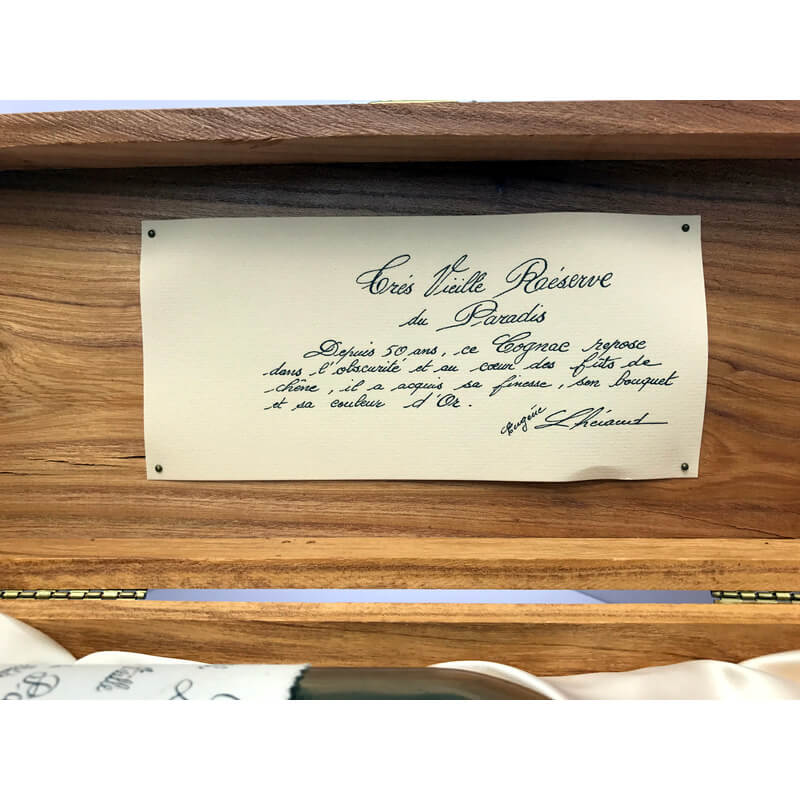 Très Vieille Réserve
du Paradis
Depuis 50 ans, ce Cognac repose
dans l'obscurité et au cœur des fûts de
chêne, il a acquis sa finesse, son bouquet
et sa couleur d'Or.
Eugène Lhéraud